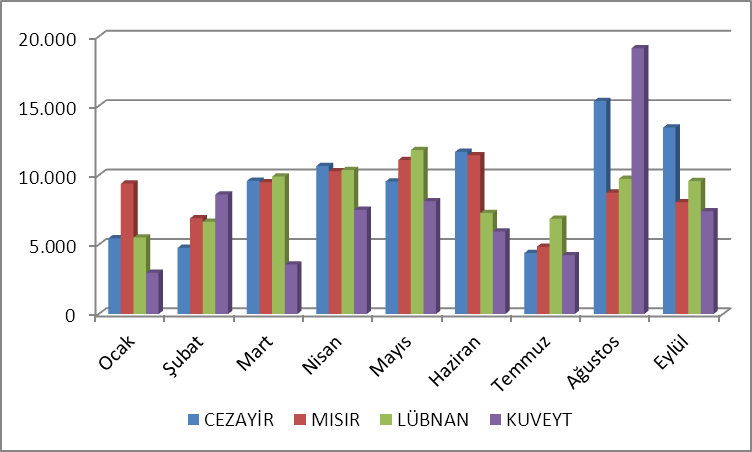 20.000
15.000
10.000
5.000
0
Ocak Şubat Mart Nisan Mayıs Haziran Temmuz Ağustos Eylül
CEZAYİR MISIR LÜBNAN KUVEYT